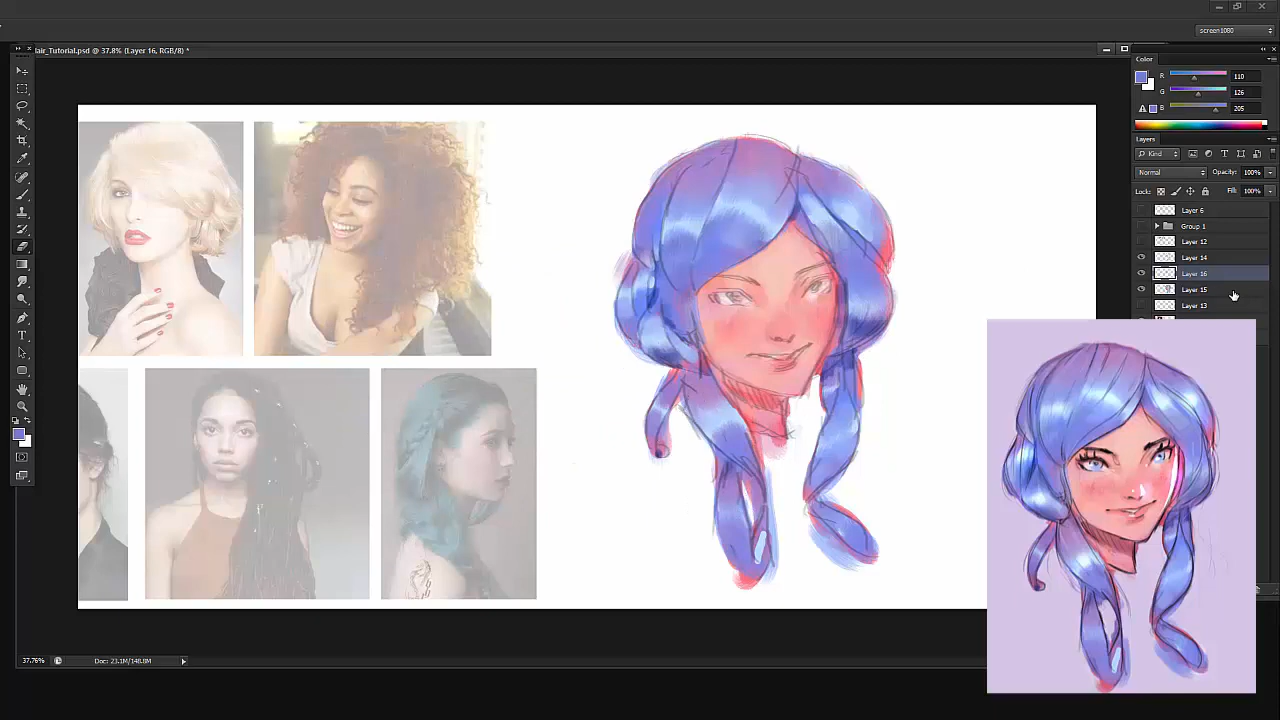 screen1080
air_Tutorial.psd @ 37.8% (Layer 16, RGB/8) *
Color
R 110
G 126
B 205
Layers
Kind
Normal Opacity: 100%
Lock: Fill: 100%
Layer 6
Group 1
Layer 12
Layer 14
Layer 16
Layer 15
Layer 13
37.76% Doc: 23.1M/148.8M